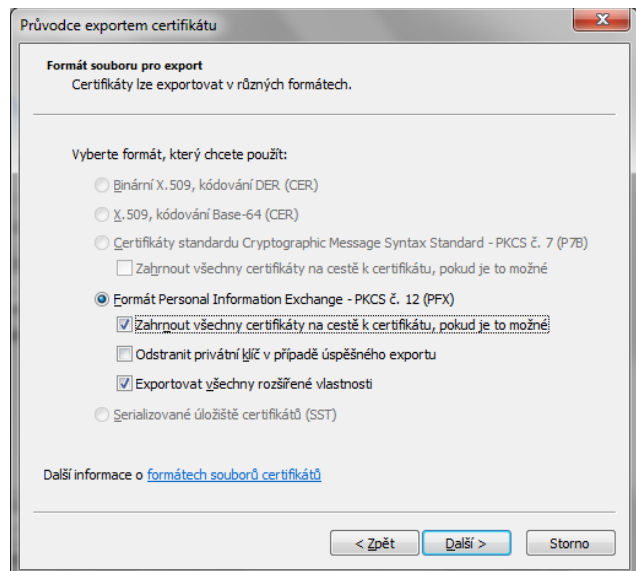 Průvodce exportem certifikátu
Formát souboru pro export
Certifikáty lze exportovat v různých formátech.
Vyberte formát, který chcete použít:
Binární X.509, kódování DER (CER)
X.509, kódování Base-64 (CER)
Certifikáty standardu Cryptographic Message Syntax Standard - PKCS č. 7 (P7B)
Zahrnout všechny certifikáty na cestě k certifikátu, pokud je to možné
Formát Personal Information Exchange - PKCS č. 12 (PFX)
Zahrnout všechny certifikáty na cestě k certifikátu, pokud je to možné
Odstranit privátní klíč v případě úspěšného exportu
Exportovat všechny rozšířené vlastnosti
Serializované úložiště certifikátů (SST)
Další informace o formátech souborů certifikátů
< Zpět Další > Storno